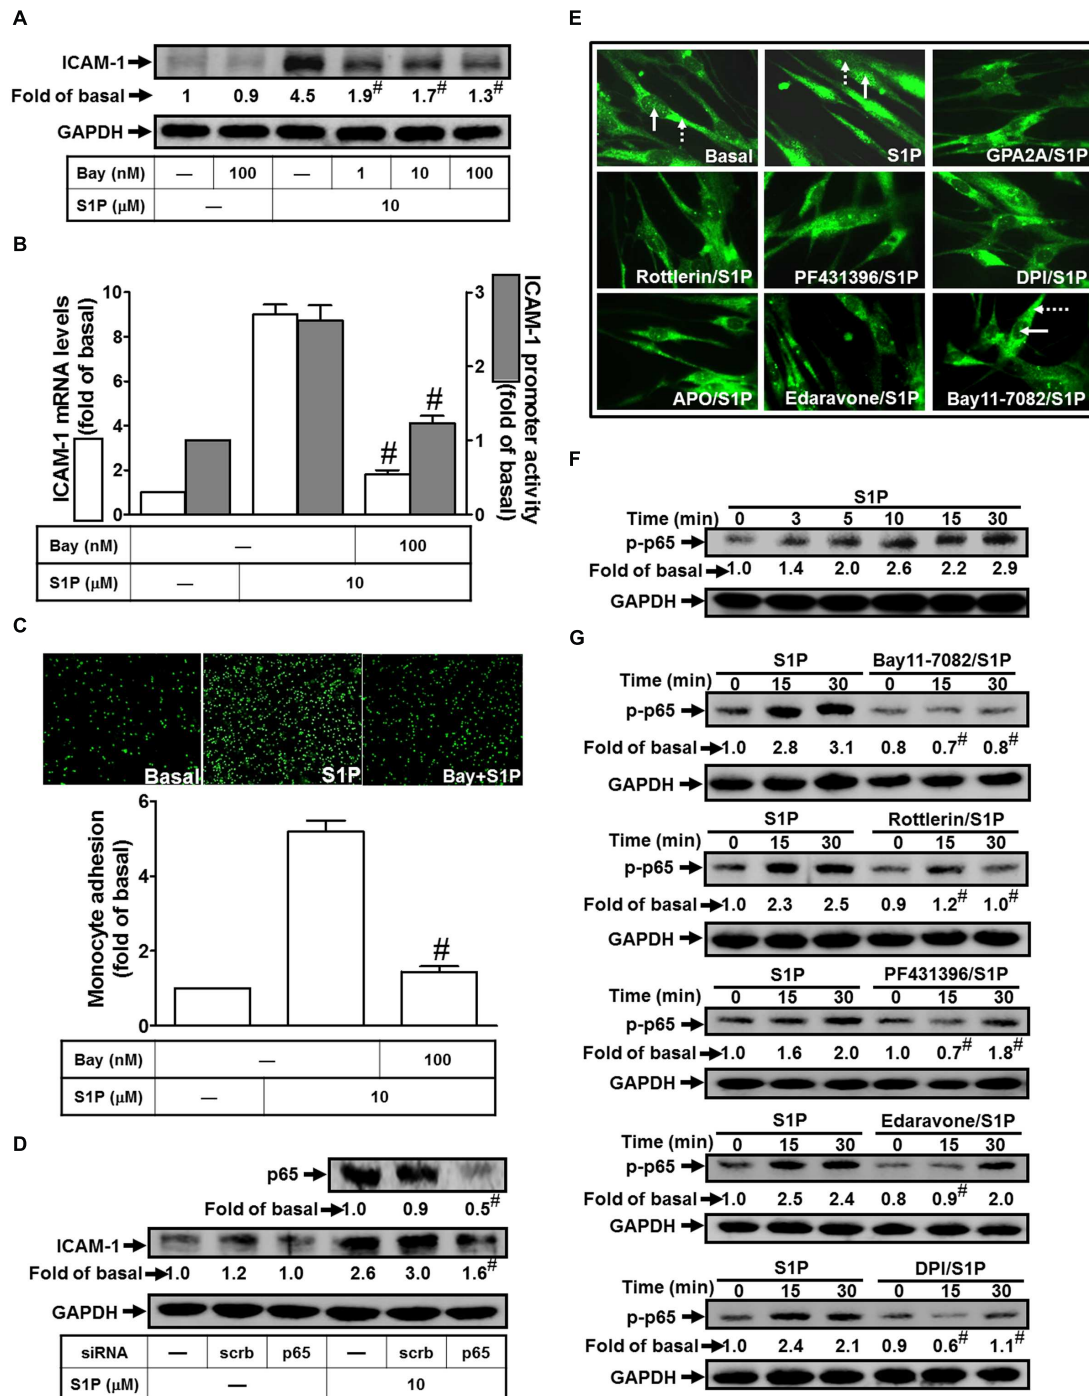 A
ICAM-1
Fold of basal 1 0.9 4.5 1.9# 1.7# 1.3#
GAPDH
Bay (nM) — 100 — 1 10 100
S1P (µM) — 10
B
ICAM-1 mRNA levels
(fold of basal)
10
8
6
4
2
0
3
2
1
0
ICAM-1 promoter activity
(fold of basal)
#
#
Bay (nM) — 100
S1P (µM) — 10
C
Basal
S1P
Bay+S1P
Monocyte adhesion
(fold of basal)
6
4
2
0
#
Bay (nM) — 100
S1P (µM) — 10
D
p65
Fold of basal 1.0 0.9 0.5#
ICAM-1
Fold of basal 1.0 1.2 1.0 2.6 3.0 1.6#
GAPDH
siRNA — scrb p65 — scrb p65
S1P (µM) — 10
E
Basal
S1P
GPA2A/S1P
Rottlerin/S1P
PF431396/S1P
DPI/S1P
APO/S1P
Edaravone/S1P
Bay11-7082/S1P
F
S1P
Time (min) 0 3 5 10 15 30
p-p65
Fold of basal 1.0 1.4 2.0 2.6 2.2 2.9
GAPDH
G
S1P Bay11-7082/S1P
Time (min) 0 15 30 0 15 30
p-p65
Fold of basal 1.0 2.8 3.1 0.8 0.7# 0.8#
GAPDH
S1P Rottlerin/S1P
Time (min) 0 15 30 0 15 30
p-p65
Fold of basal 1.0 2.3 2.5 0.9 1.2# 1.0#
GAPDH
S1P PF431396/S1P
Time (min) 0 15 30 0 15 30
p-p65
Fold of basal 1.0 1.6 2.0 1.0 0.7# 1.8#
GAPDH
S1P Edaravone/S1P
Time (min) 0 15 30 0 15 30
p-p65
Fold of basal 1.0 2.5 2.4 0.8 0.9# 2.0
GAPDH
S1P DPI/S1P
Time (min) 0 15 30 0 15 30
p-p65
Fold of basal 1.0 2.4 2.1 0.9 0.6# 1.1#
GAPDH